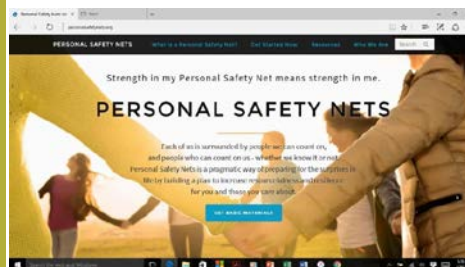 Personal Safety Nets
personalsafetynets.org
PERSONAL SAFETY NETS What is a Personal Safety Net? Get Started Now Resources Who We Are Search
Strength in my Personal Safety Net means strength in me.
PERSONAL SAFETY NETS
Each of us is surrounded by people we can count on,
and people who can count on us - whether we know it or not.
Personal Safety Nets is a pragmatic way of preparing for the surprises in
life by building a plan to increase resourcefulness and resilience
for you and those you care about.
GET BASIC MATERIALS